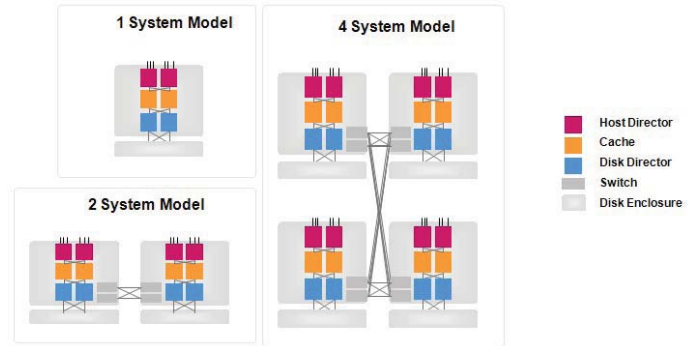 1 System Model
4 System Model
2 System Model
Host Director
Cache
Disk Director
Switch
Disk Enclosure